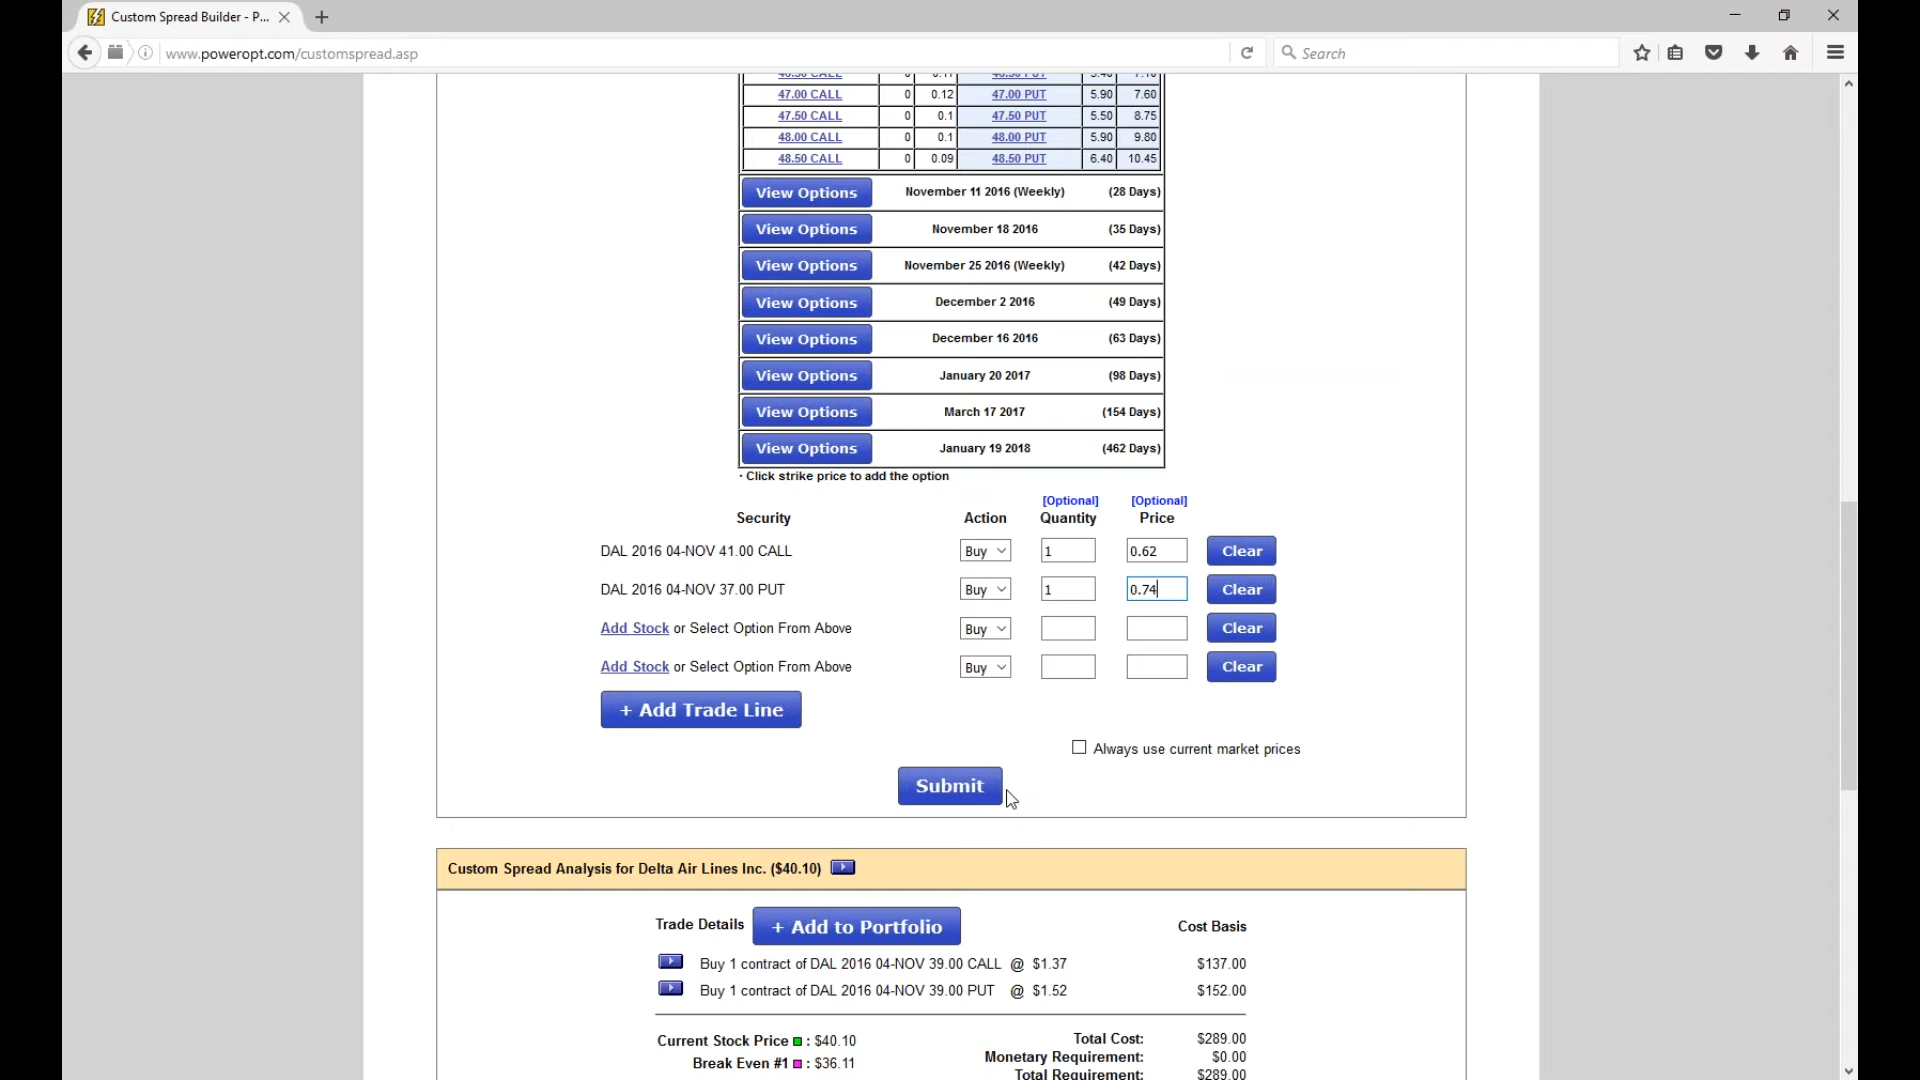 Custom Spread Builder - P...
www.poweropt.com/customspread.asp
Search
46.50 CALL 0 0.17 46.50 PUT 5.40 7.10
47.00 CALL 0 0.12 47.00 PUT 5.90 7.60
47.50 CALL 0 0.1 47.50 PUT 5.50 8.75
48.00 CALL 0 0.1 48.00 PUT 5.90 9.80
48.50 CALL 0 0.09 48.50 PUT 6.40 10.45
View Options November 11 2016 (Weekly) (28 Days)
View Options November 18 2016 (35 Days)
View Options November 25 2016 (Weekly) (42 Days)
View Options December 2 2016 (49 Days)
View Options December 16 2016 (63 Days)
View Options January 20 2017 (98 Days)
View Options March 17 2017 (154 Days)
View Options January 19 2018 (462 Days)
· Click strike price to add the option
[Optional] [Optional]
Security Action Quantity Price
DAL 2016 04-NOV 41.00 CALL Buy 1 0.62 Clear
DAL 2016 04-NOV 37.00 PUT Buy 1 0.74 Clear
Add Stock or Select Option From Above Buy Clear
Add Stock or Select Option From Above Buy Clear
+ Add Trade Line
Always use current market prices
Submit
Custom Spread Analysis for Delta Air Lines Inc. ($40.10)
Trade Details + Add to Portfolio Cost Basis
Buy 1 contract of DAL 2016 04-NOV 39.00 CALL @ $1.37 $137.00
Buy 1 contract of DAL 2016 04-NOV 39.00 PUT @ $1.52 $152.00
Current Stock Price : $40.10 Total Cost: $289.00
Break Even #1 : $36.11 Monetary Requirement: $0.00
Total Requirement: $289.00